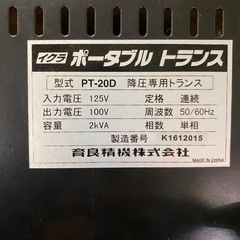 イクラ ポータブル トランス
型式 PT-20D 降圧専用トランス
入力電圧 125V 定格 連続
出力電圧 100V 周波数 50/60Hz
容量 2kVA 相数 単相
製造番号 K1612015
育良精機株式会社
MADE IN CHINA